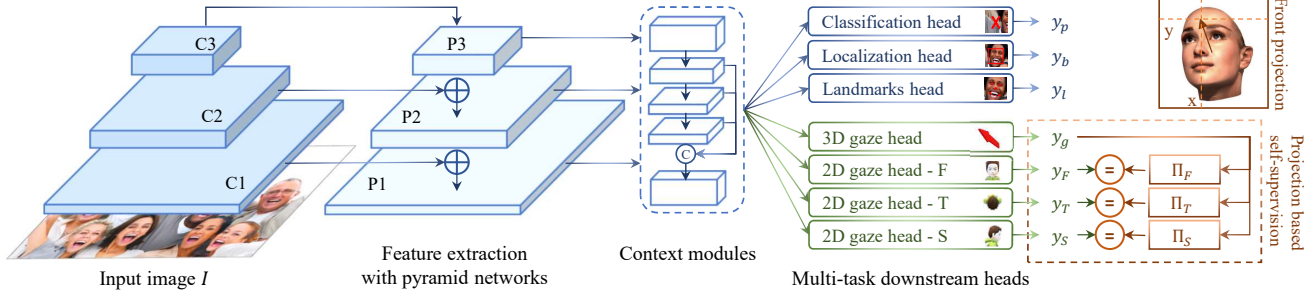 C3
C2
C1
Input image I
P3
P2
P1
Feature extraction
with pyramid networks
C
Context modules
Classification head
Localization head
Landmarks head
3D gaze head
2D gaze head - F
2D gaze head - T
2D gaze head - S
Multi-task downstream heads
y_p
y_b
y_l
y_g
y_F = Π_F
y_T = Π_T
y_S = Π_S
y
x
Front projection
Projection based
self-supervision